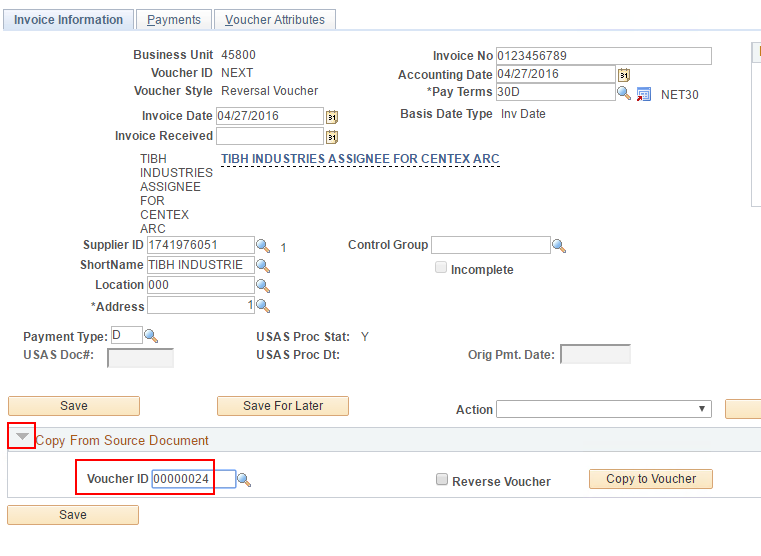 Invoice Information Payments Voucher Attributes
Business Unit 45800 Invoice No 0123456789
Voucher ID NEXT Accounting Date 04/27/2016
Voucher Style Reversal Voucher *Pay Terms 30D NET30
Invoice Date 04/27/2016 Basis Date Type Inv Date
Invoice Received
TIBH TIBH INDUSTRIES ASSIGNEE FOR CENTEX ARC
INDUSTRIES
ASSIGNEE
FOR
CENTEX
ARC
Supplier ID 1741976051 1 Control Group
ShortName TIBH INDUSTRIE Incomplete
Location 000
*Address 1
Payment Type: D USAS Proc Stat: Y
USAS Doc#: USAS Proc Dt: Orig Pmt. Date:
Save Save For Later Action
Copy From Source Document
Voucher ID 00000024 Reverse Voucher Copy to Voucher
Save